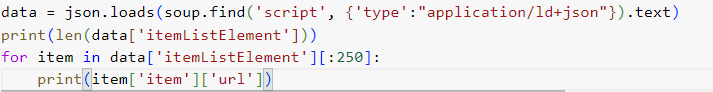 data = json.loads(soup.find('script', {'type':"application/ld+json"}).text)
print(len(data['itemListElement']))
for item in data['itemListElement'][:250]:
    print(item['item']['url'])